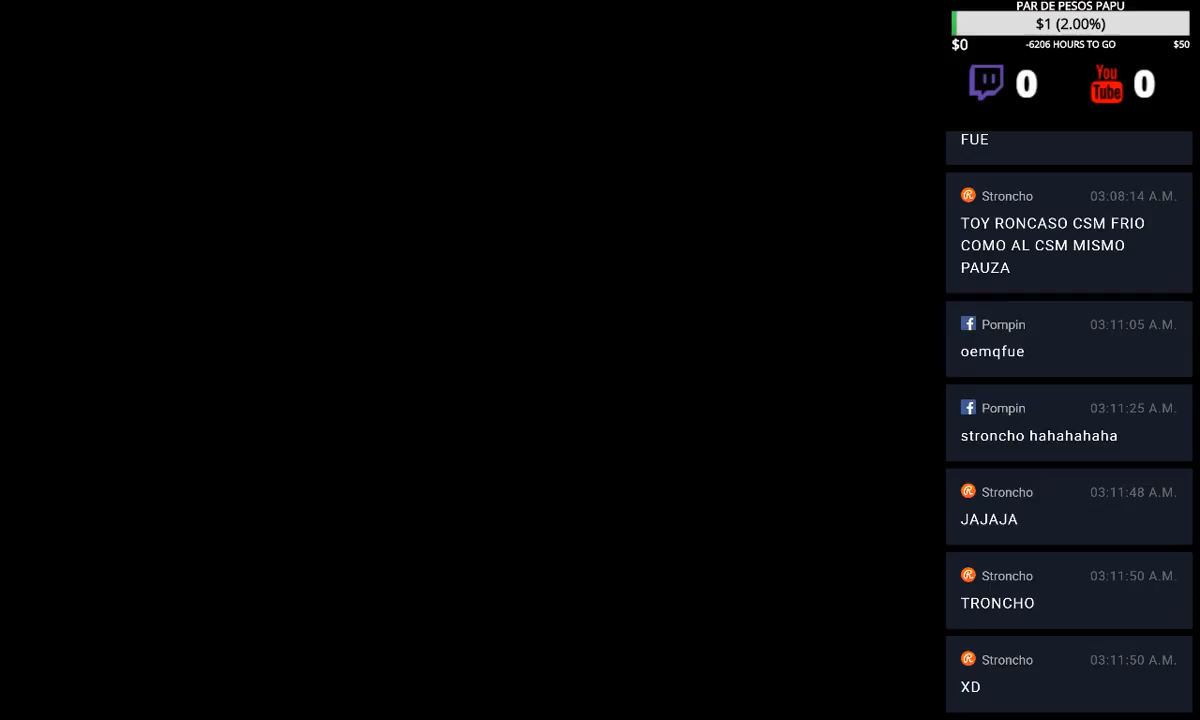 PAR DE PESOS PAPU
$1 (2.00%)
$0 -6206 HOURS TO GO $50
0 You Tube 0
FUE
Stroncho 03:08:14 A.M.
TOY RONCASO CSM FRIO
COMO AL CSM MISMO
PAUZA
Pompin 03:11:05 A.M.
oemqfue
Pompin 03:11:25 A.M.
stroncho hahahahaha
Stroncho 03:11:48 A.M.
JAJAJA
Stroncho 03:11:50 A.M.
TRONCHO
Stroncho 03:11:50 A.M.
XD